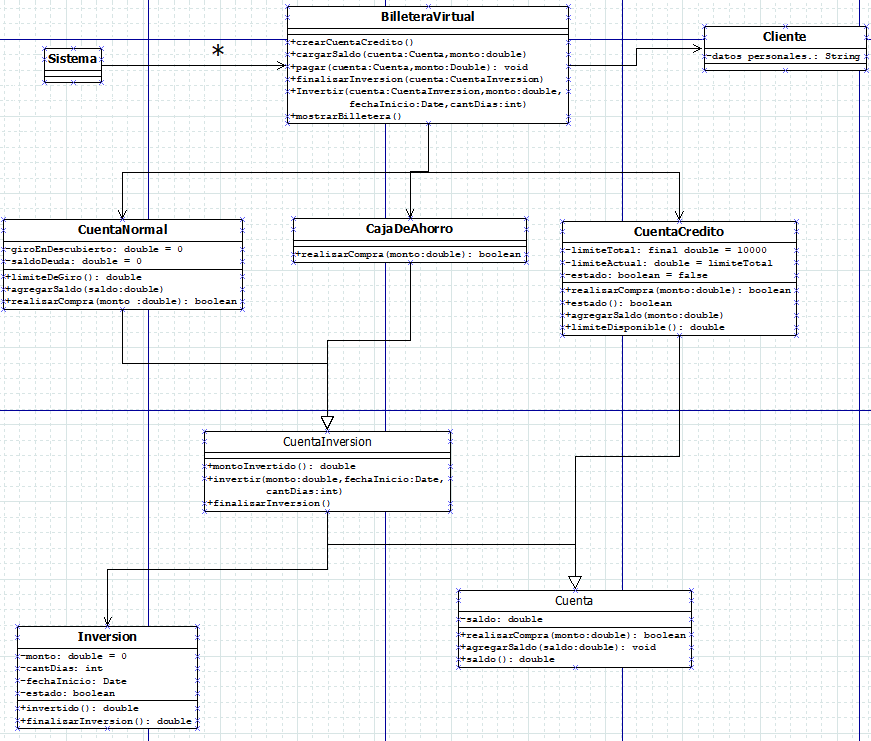 BilleteraVirtual
+crearCuentaCredito()
+cargarSaldo(cuenta:Cuenta,monto:double)
+pagar(cuenta:Cuenta,monto:Double): void
+finalizarInversion(cuenta:CuentaInversion)
+Invertir(cuenta:CuentaInversion,monto:double,
fechaInicio:Date,cantDias:int)
+mostrarBilletera()
Sistema
*
Cliente
-datos personales.: String
CuentaNormal
-giroEnDescubierto: double = 0
-saldoDeuda: double = 0
+limiteDeGiro(): double
+agregarSaldo(saldo:double)
+realizarCompra(monto :double): boolean
CajaDeAhorro
+realizarCompra(monto:double): boolean
CuentaCredito
-limiteTotal: final double = 10000
-limiteActual: double = limiteTotal
-estado: boolean = false
+realizarCompra(monto:double): boolean
+estado(): boolean
+agregarSaldo(monto:double)
+limiteDisponible(): double
CuentaInversion
+montoInvertido(): double
+invertir(monto:double,fechaInicio:Date,
cantDias:int)
+finalizarInversion()
Cuenta
-saldo: double
+realizarCompra(monto:double): boolean
+agregarSaldo(saldo:double): void
+saldo(): double
Inversion
-monto: double = 0
-cantDias: int
-fechaInicio: Date
-estado: boolean
+invertido(): double
+finalizarInversion(): double